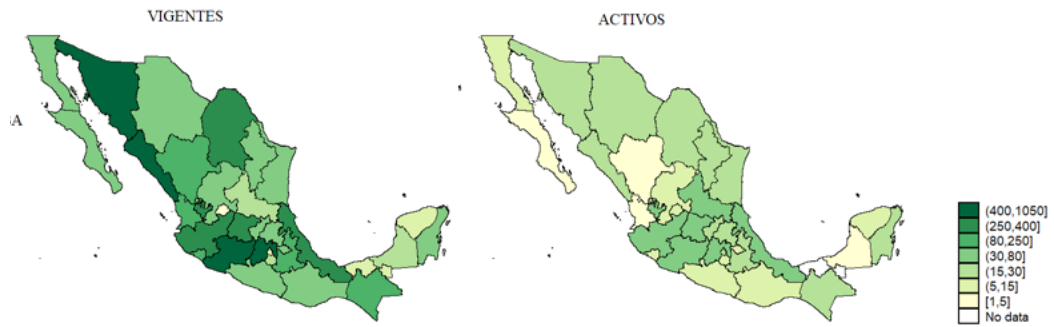 VIGENTES
ACTIVOS
(400,1050]
(250,400]
(80,250]
(30,80]
(15,30]
(5,15]
[1,5]
No data